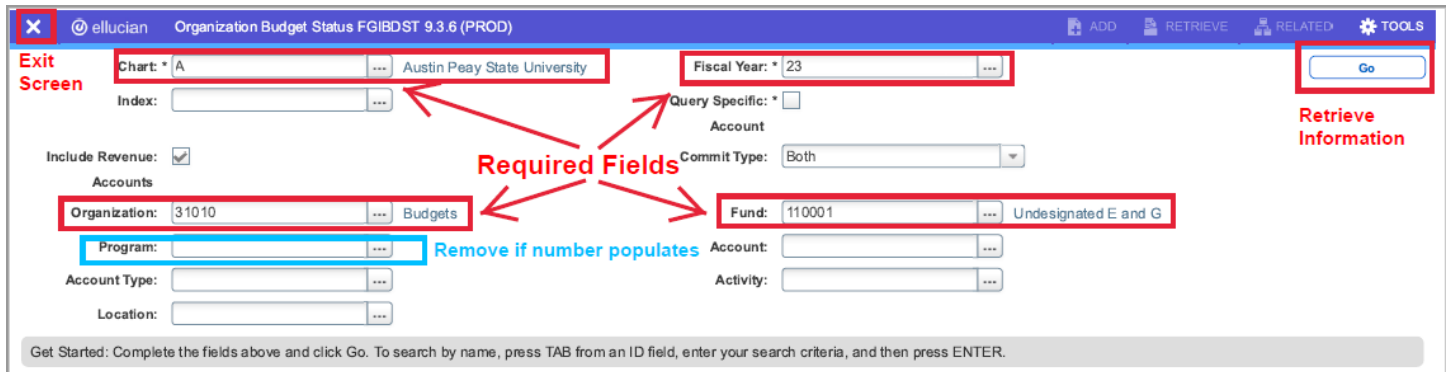 ellucian Organization Budget Status FGIBDST 9.3.6 (PROD) ADD RETRIEVE RELATED TOOLS
Exit
Screen
Chart: * A ... Austin Peay State University Fiscal Year: * 23 ... Go
Index: ... Query Specific: *
Account
Retrieve
Information
Include Revenue: Required Fields Commit Type: Both
Accounts
Organization: 31010 ... Budgets Fund: 110001 ... Undesignated E and G
Program: ... Remove if number populates Account: ...
Account Type: ... Activity: ...
Location: ...
Get Started: Complete the fields above and click Go. To search by name, press TAB from an ID field, enter your search criteria, and then press ENTER.